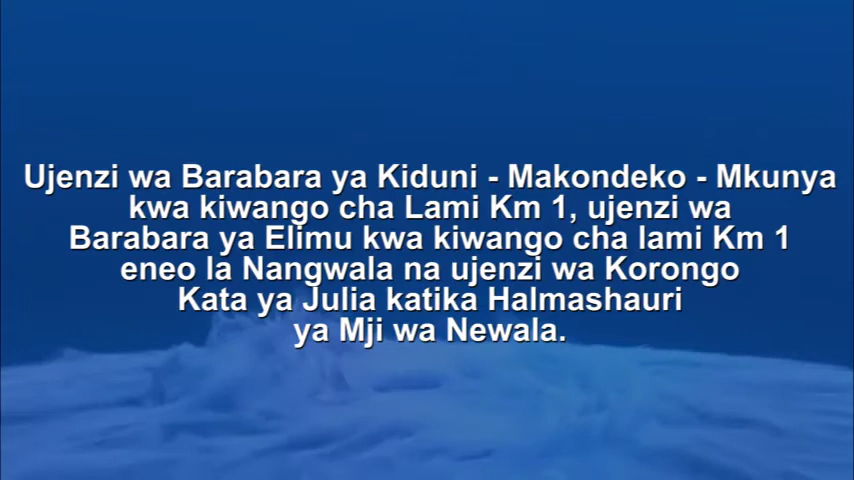 Ujenzi wa Barabara ya Kiduni - Makondeko - Mkunya
kwa kiwango cha Lami Km 1, ujenzi wa
Barabara ya Elimu kwa kiwango cha lami Km 1
eneo la Nangwala na ujenzi wa Korongo
Kata ya Julia katika Halmashauri
ya Mji wa Newala.